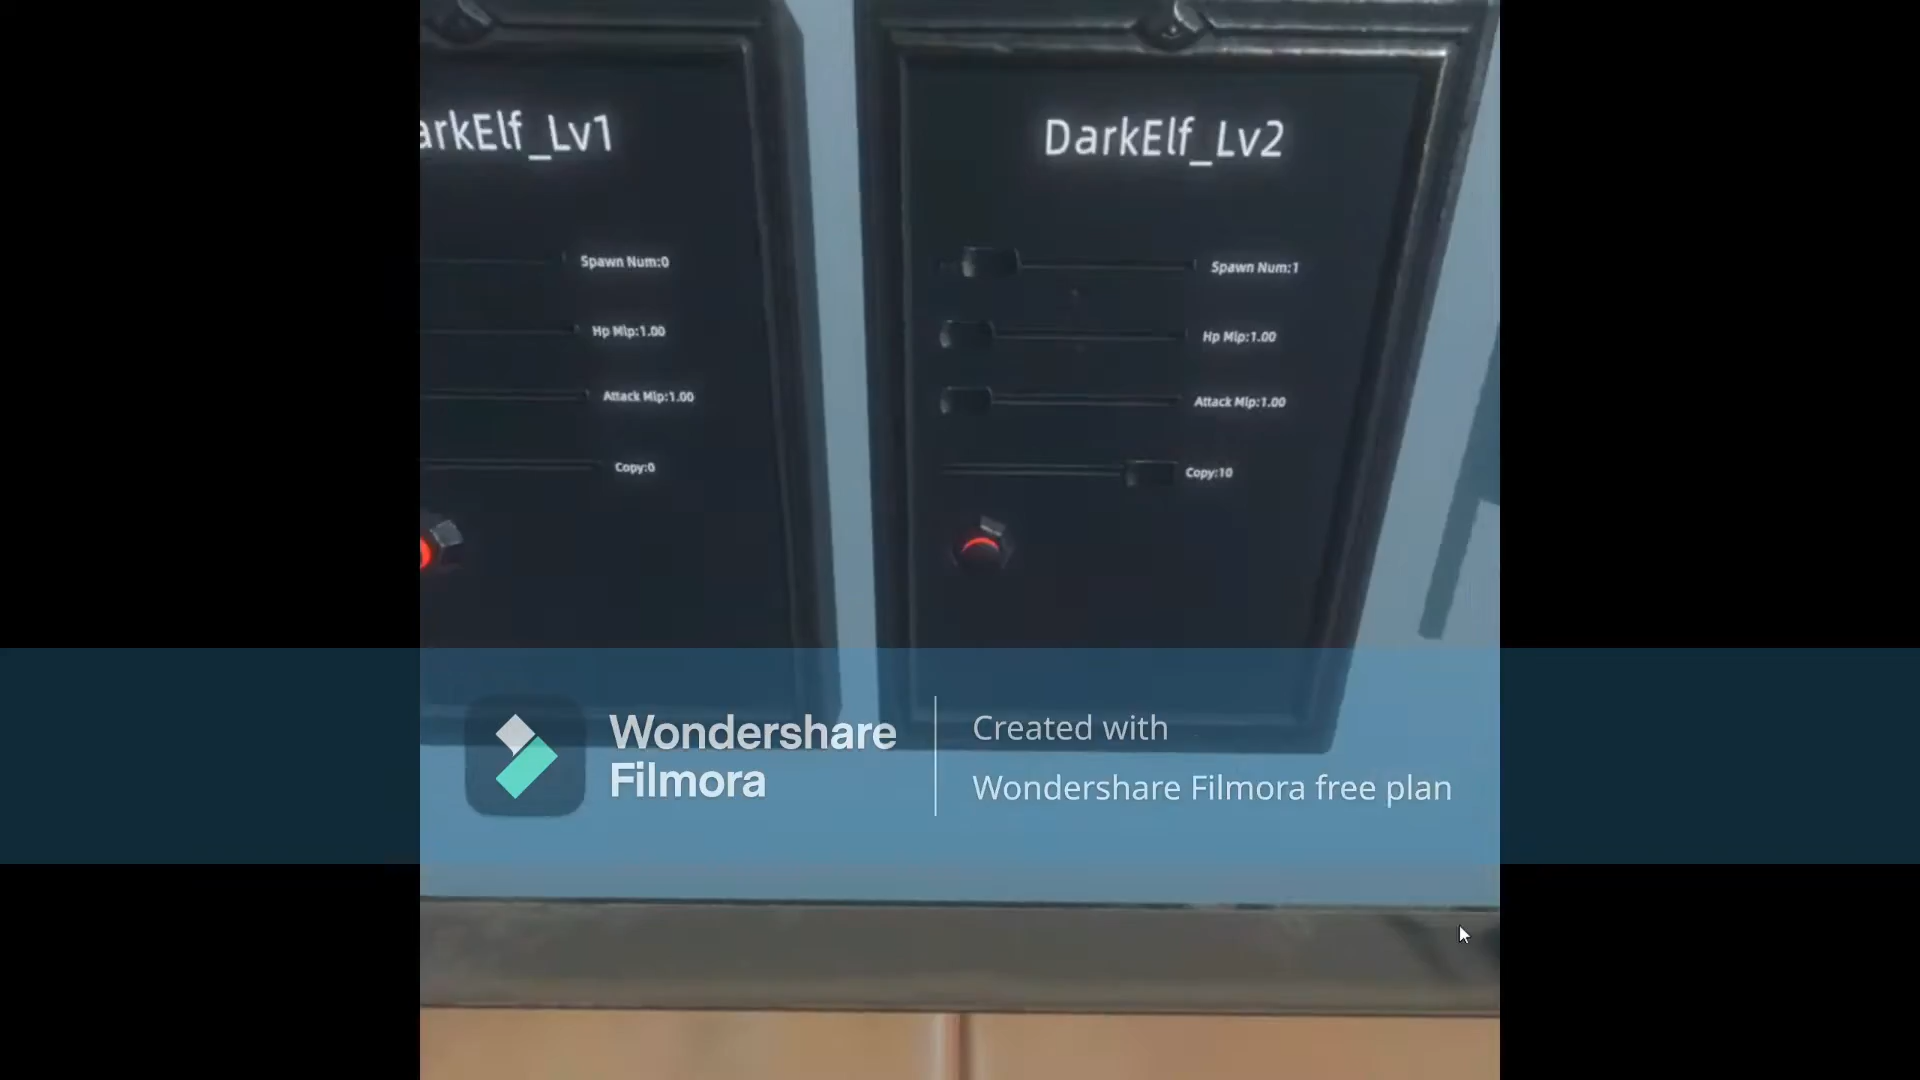 arkElf_Lv1
Spawn Num:0
Hp Mlp:1.00
Attack Mlp:1.00
Copy:0
DarkElf_Lv2
Spawn Num:1
Hp Mlp:1.00
Attack Mlp:1.00
Copy:10
Wondershare
Filmora
Created with
Wondershare Filmora free plan